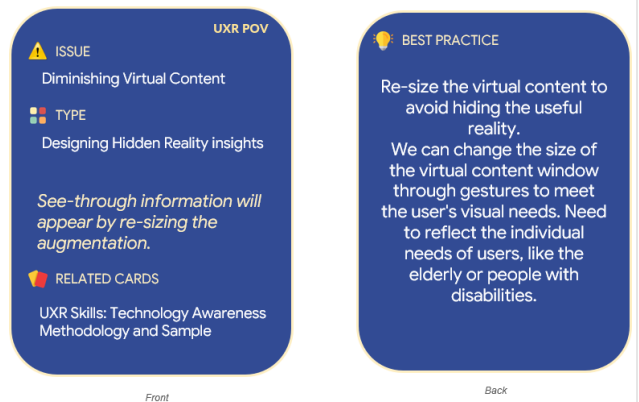 UXR POV
ISSUE
Diminishing Virtual Content
TYPE
Designing Hidden Reality insights
See-through information will
appear by re-sizing the
augmentation.
RELATED CARDS
UXR Skills: Technology Awareness
Methodology and Sample
Front
BEST PRACTICE
Re-size the virtual content to
avoid hiding the useful
reality.
We can change the size of
the virtual content window
through gestures to meet
the user's visual needs. Need
to reflect the individual
needs of users, like the
elderly or people with
disabilities.
Back